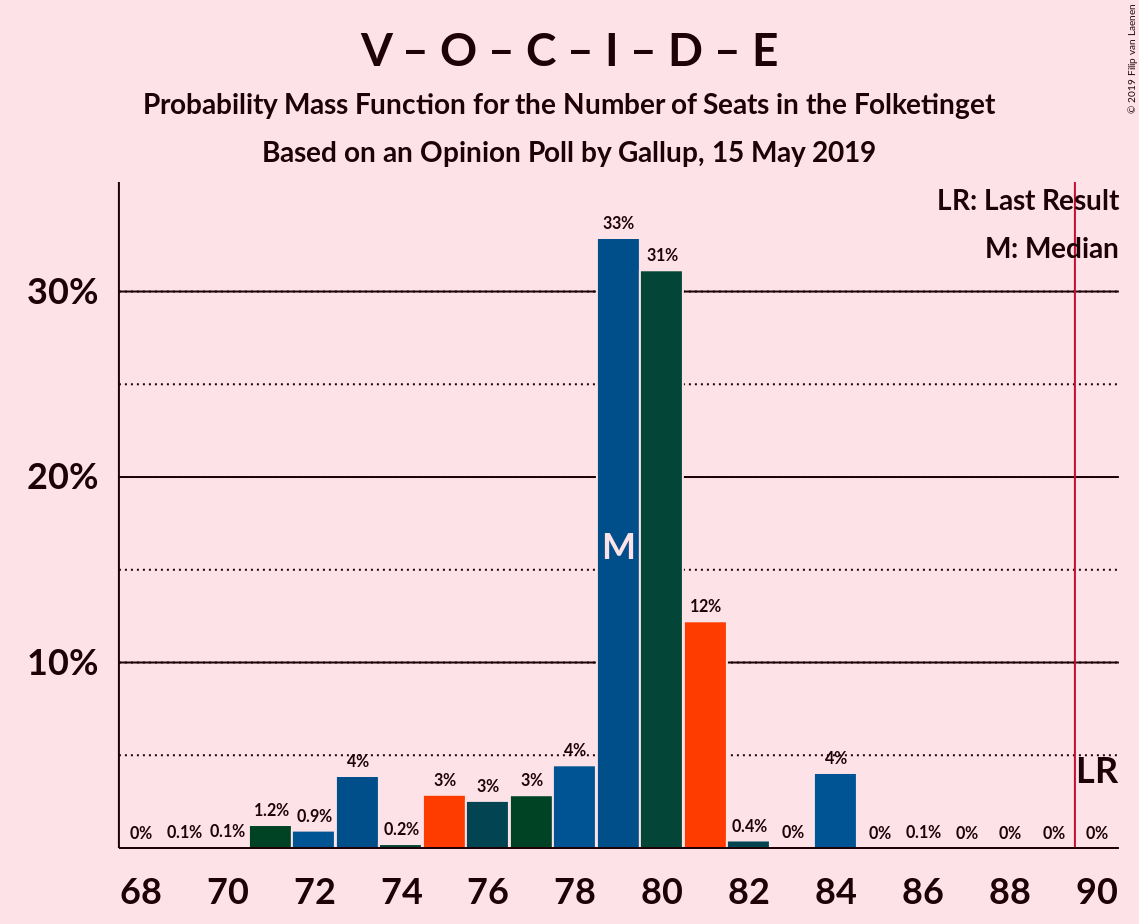 V – O – C – I – D – E
Probability Mass Function for the Number of Seats in the Folketinget
Based on an Opinion Poll by Gallup, 15 May 2019
© 2019 Filip van Laenen
LR: Last Result
M: Median
30%
20%
10%
0%
0.1%
0.1%
1.2%
0.9%
4%
0.2%
3%
3%
3%
4%
33%
31%
12%
0.4%
0%
4%
0%
0.1%
0%
0%
0%
0%
M
LR
68 70 72 74 76 78 80 82 84 86 88 90